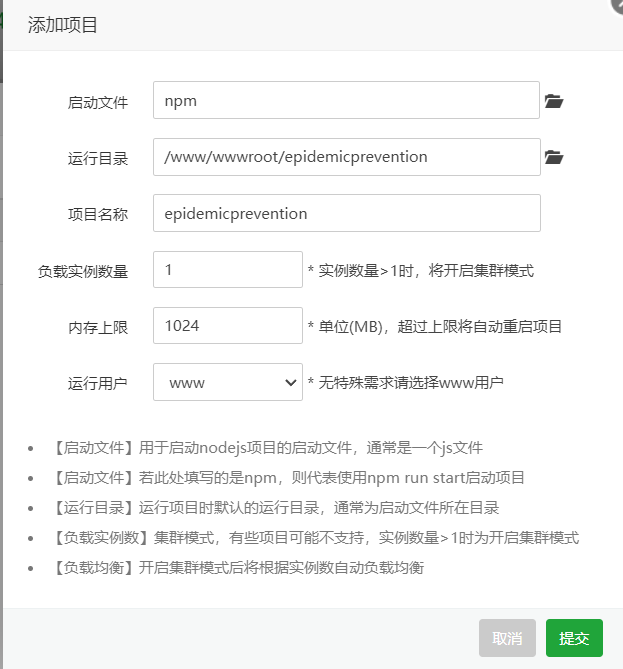 添加项目
启动文件 npm
运行目录 /www/wwwroot/epidemicprevention
项目名称 epidemicprevention
负载实例数量 1 * 实例数量>1时，将开启集群模式
内存上限 1024 * 单位(MB)，超过上限将自动重启项目
运行用户 www * 无特殊需求请选择www用户
• 【启动文件】用于启动nodejs项目的启动文件，通常是一个js文件
• 【启动文件】若此处填写的是npm，则代表使用npm run start启动项目
• 【运行目录】运行项目时默认的运行目录，通常为启动文件所在目录
• 【负载实例数】集群模式，有些项目可能不支持，实例数量>1时为开启集群模式
• 【负载均衡】开启集群模式后将根据实例数自动负载均衡
取消 提交